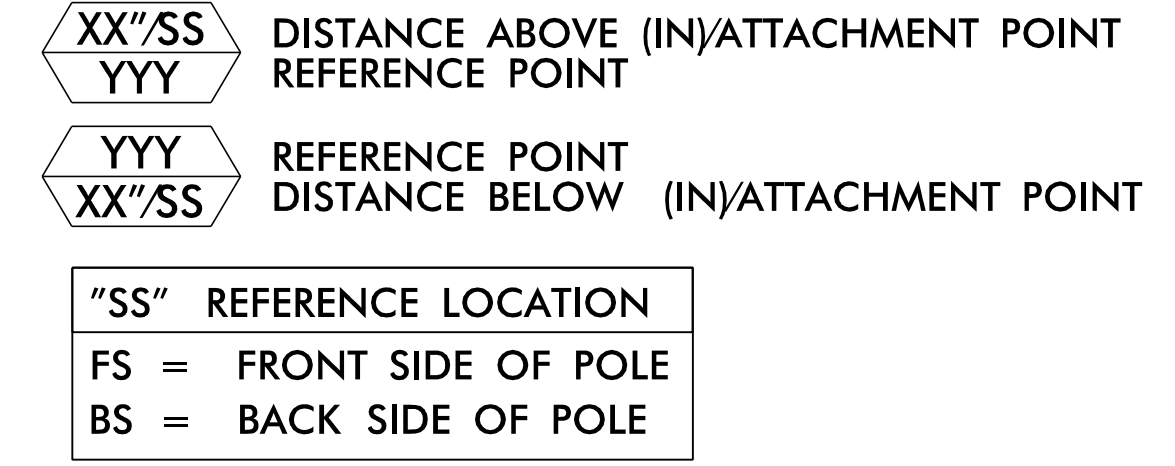 XX"/SS DISTANCE ABOVE (IN)/ATTACHMENT POINT
YYY REFERENCE POINT
YYY REFERENCE POINT
XX"/SS DISTANCE BELOW (IN)/ATTACHMENT POINT
"SS" REFERENCE LOCATION
FS = FRONT SIDE OF POLE
BS = BACK SIDE OF POLE